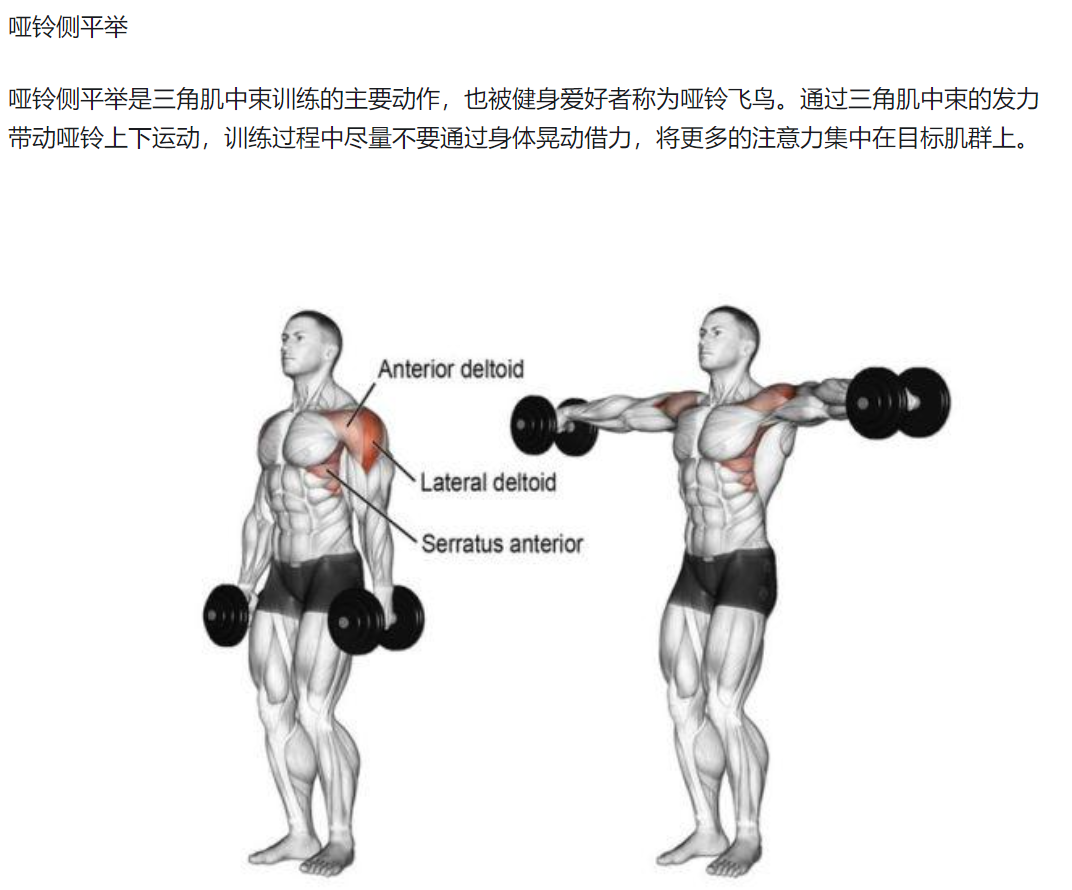 哑铃侧平举
哑铃侧平举是三角肌中束训练的主要动作，也被健身爱好者称为哑铃飞鸟。通过三角肌中束的发力
带动哑铃上下运动，训练过程中尽量不要通过身体晃动借力，将更多的注意力集中在目标肌群上。
Anterior deltoid
Lateral deltoid
Serratus anterior